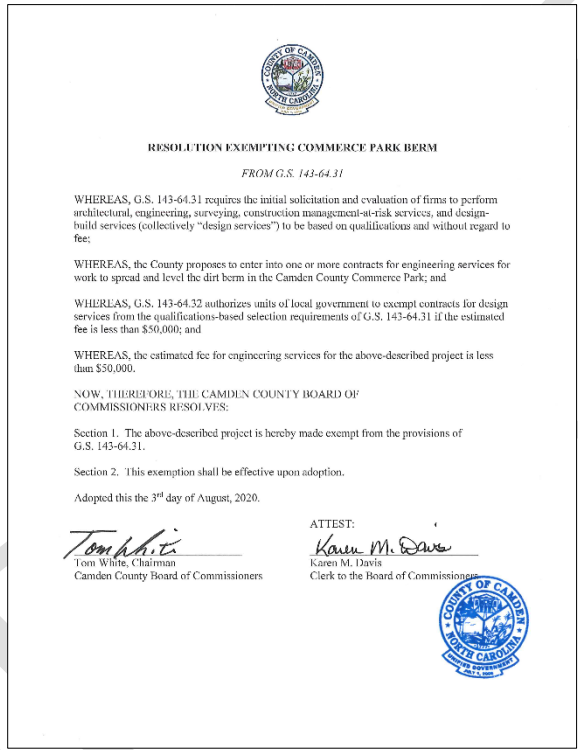 COUNTY OF CAMDEN
NORTH CAROLINA
RESOLUTION EXEMPTING COMMERCE PARK BERM
FROM G.S. 143-64.31
WHEREAS, G.S. 143-64.31 requires the initial solicitation and evaluation of firms to perform
architectural, engineering, surveying, construction management-at-risk services, and design-
build services (collectively “design services”) to be based on qualifications and without regard to
fee;
WHEREAS, the County proposes to enter into one or more contracts for engineering services for
work to spread and level the dirt berm in the Camden County Commerce Park; and
WHEREAS, G.S. 143-64.32 authorizes units of local government to exempt contracts for design
services from the qualifications-based selection requirements of G.S. 143-64.31 if the estimated
fee is less than $50,000; and
WHEREAS, the estimated fee for engineering services for the above-described project is less
than $50,000.
NOW, THEREFORE, THE CAMDEN COUNTY BOARD OF
COMMISSIONERS RESOLVES:
Section 1. The above-described project is hereby made exempt from the provisions of
G.S. 143-64.31.
Section 2. This exemption shall be effective upon adoption.
Adopted this the 3rd day of August, 2020.
ATTEST:
Tom White
Karen M. Davis
Tom White, Chairman
Karen M. Davis
Camden County Board of Commissioners
Clerk to the Board of Commissioners
COUNTY OF CAMDEN
NORTH CAROLINA
UNIFIED GOVERNMENT